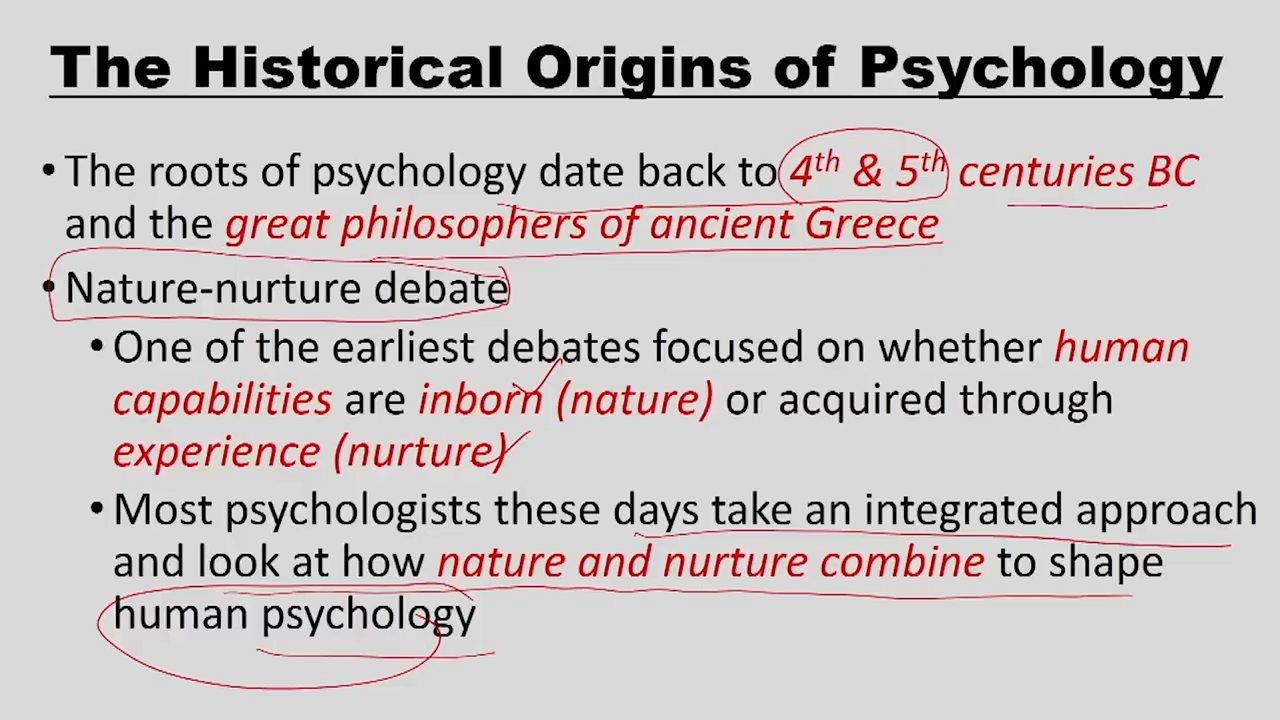 The Historical Origins of Psychology
• The roots of psychology date back to 4th & 5th centuries BC
and the great philosophers of ancient Greece
• Nature-nurture debate
• One of the earliest debates focused on whether human
capabilities are inborn (nature) or acquired through
experience (nurture)
• Most psychologists these days take an integrated approach
and look at how nature and nurture combine to shape
human psychology